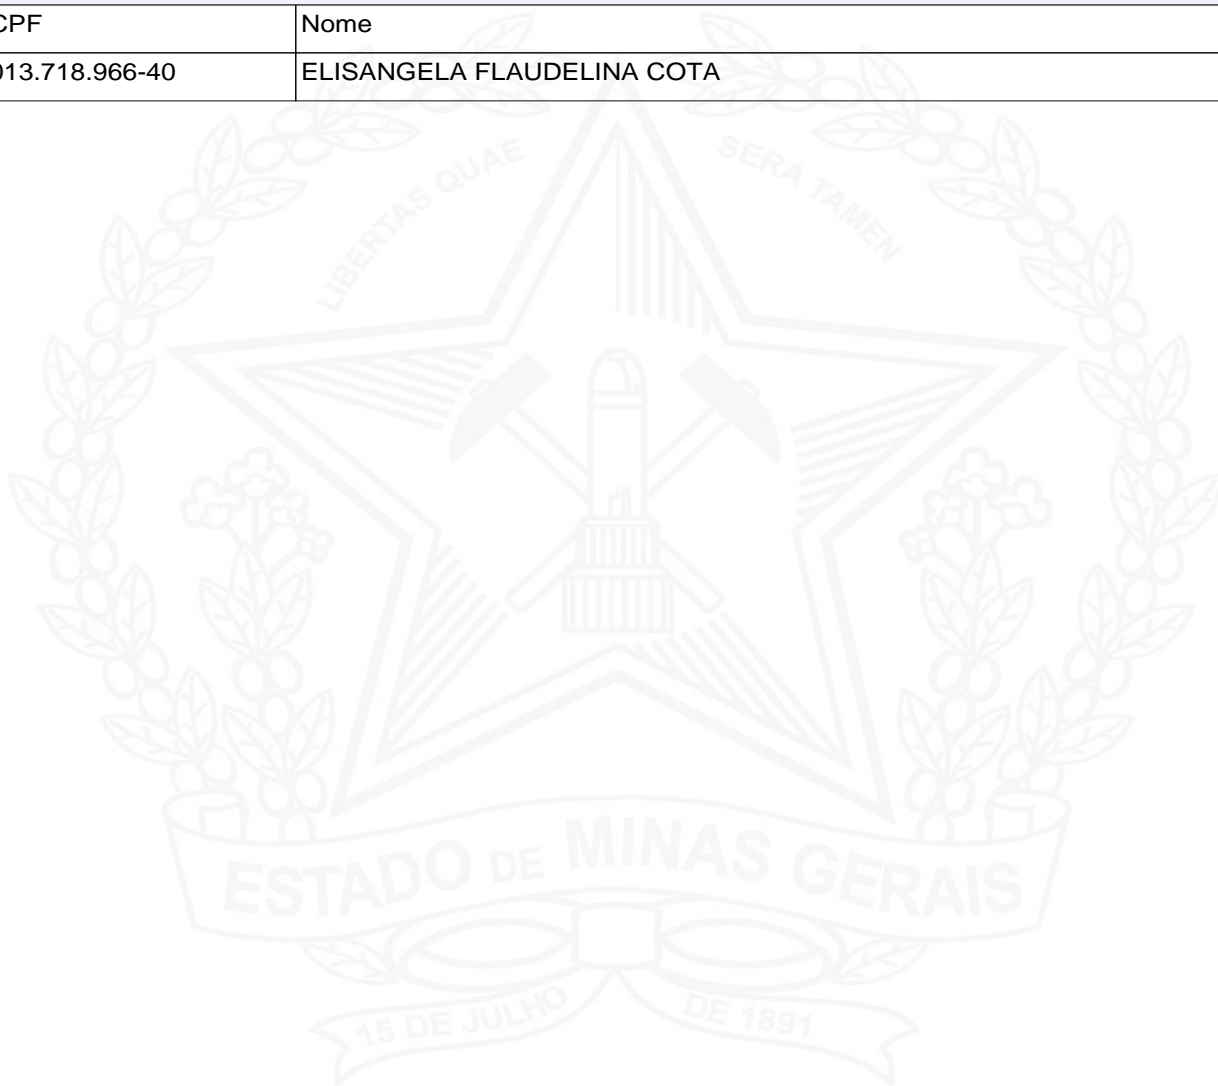 CPF Nome
013.718.966-40 ELISANGELA FLAUDELINA COTA
LIBERTAS QUAE SERA TAMEN
ESTADO DE MINAS GERAIS
15 DE JULHO DE 1891